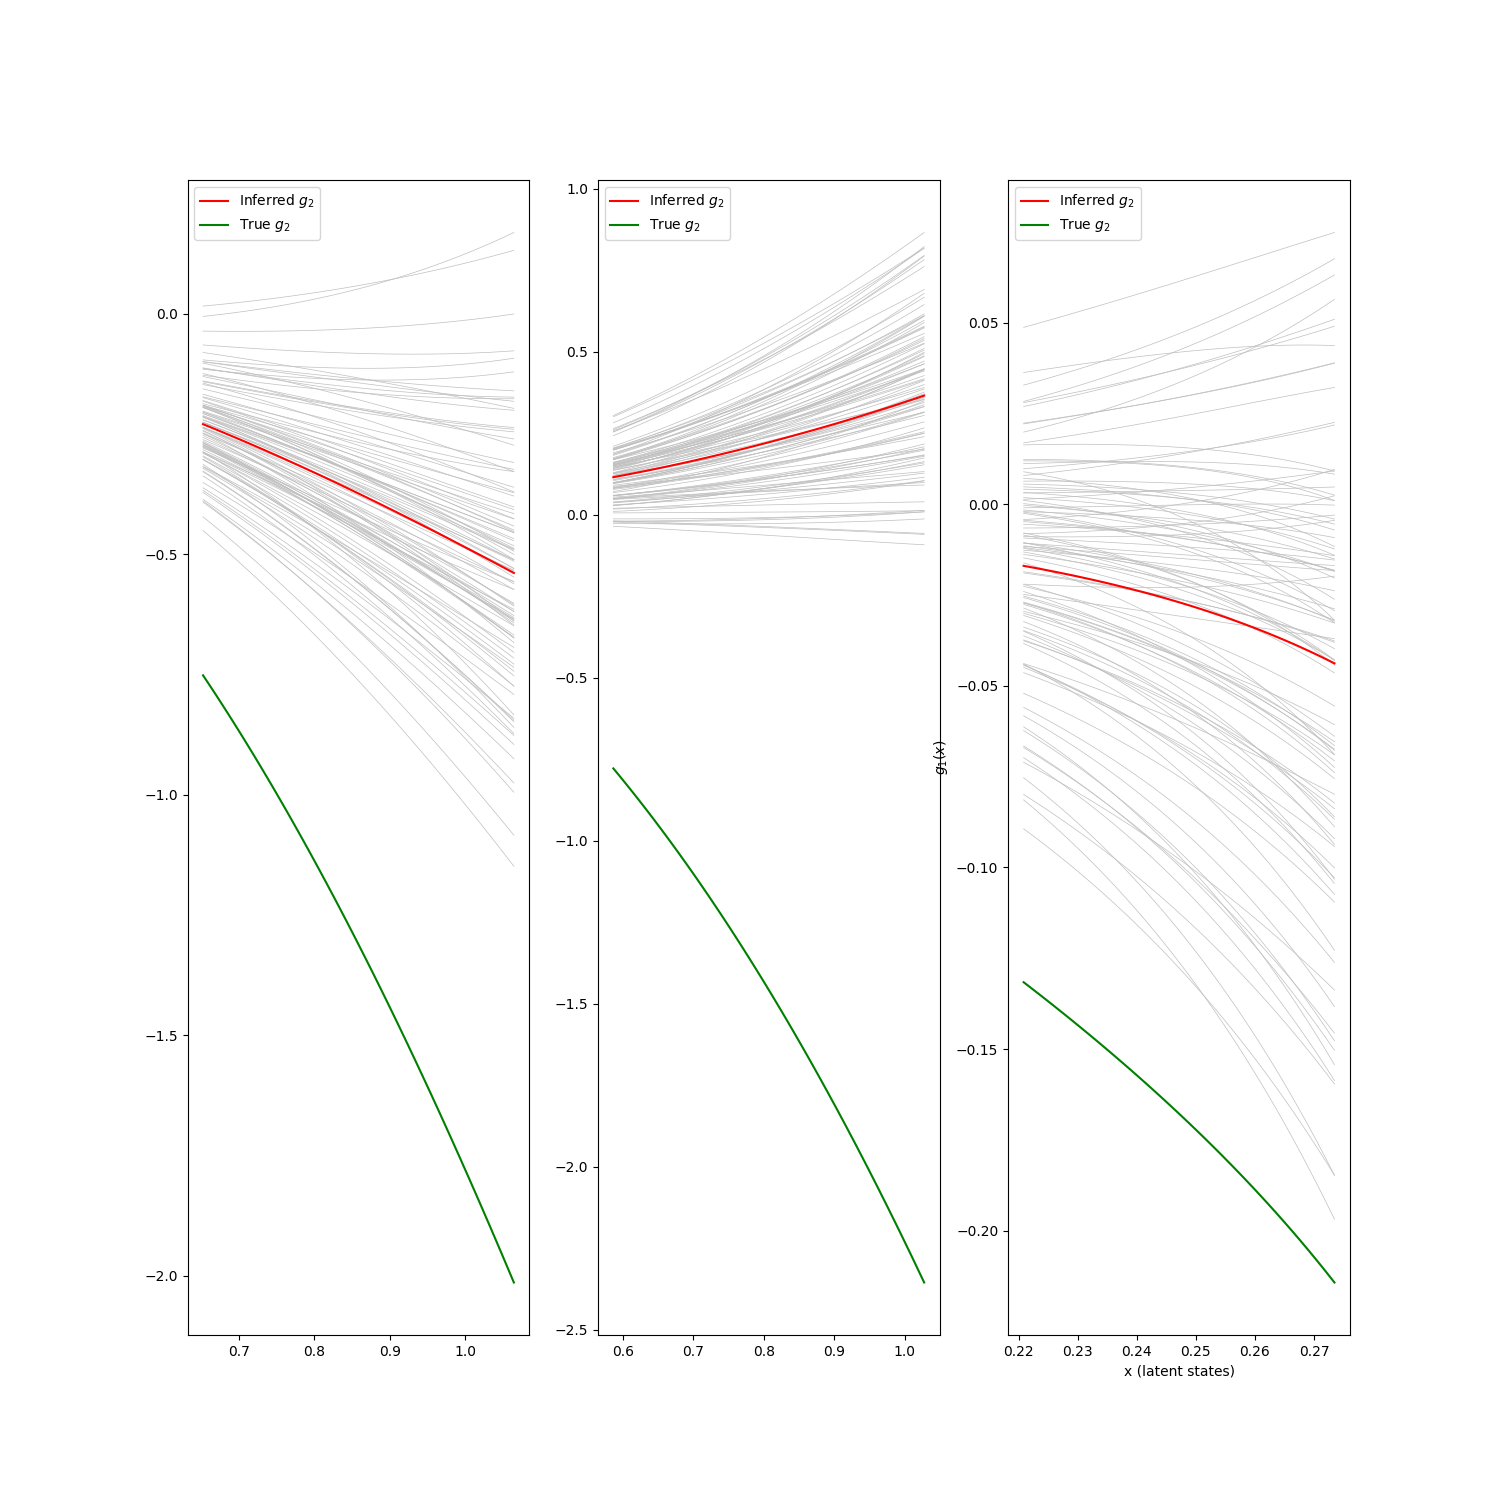 Inferred g₂
True g₂
0.0
−0.5
−1.0
−1.5
−2.0
0.7 0.8 0.9 1.0
Inferred g₂
True g₂
1.0
0.5
0.0
−0.5
−1.0
−1.5
−2.0
−2.5
0.6 0.7 0.8 0.9 1.0
g₁(x)
Inferred g₂
True g₂
0.05
0.00
−0.05
−0.10
−0.15
−0.20
0.22 0.23 0.24 0.25 0.26 0.27
x (latent states)